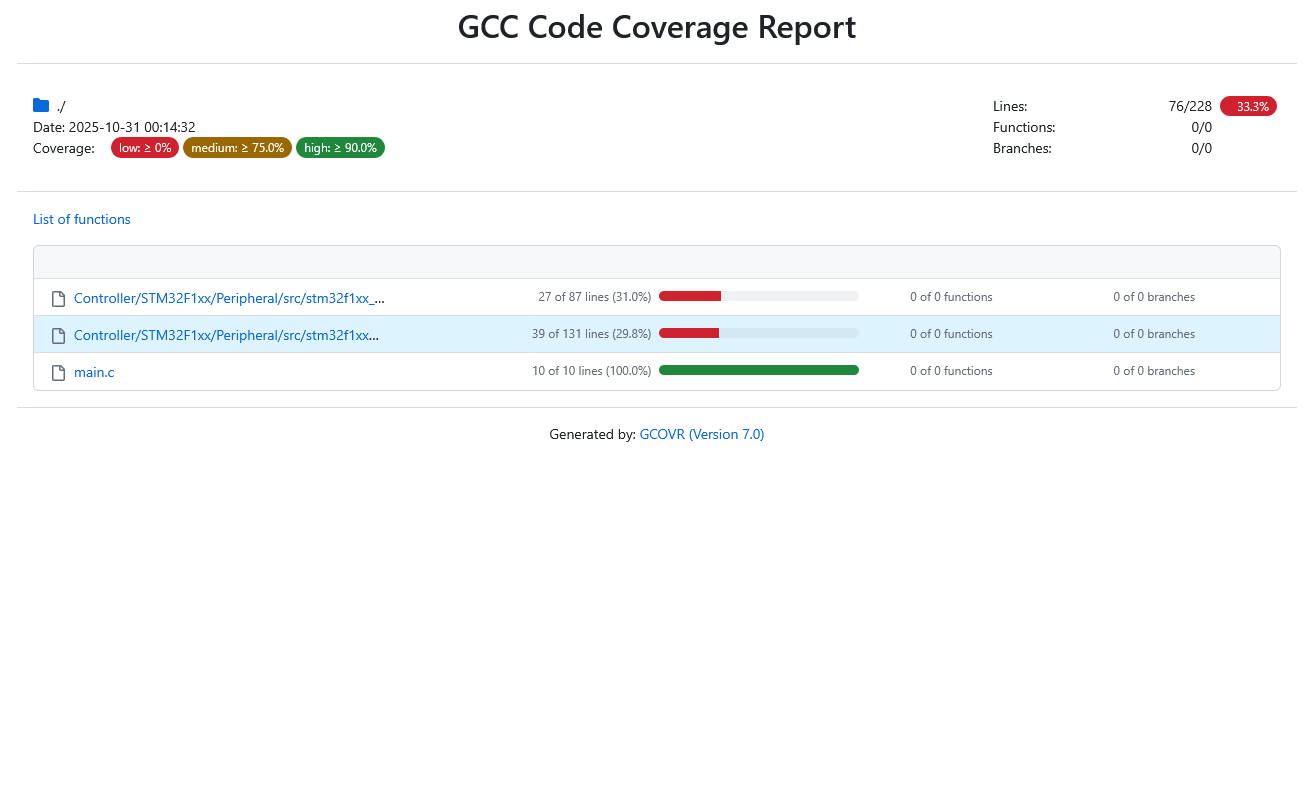 GCC Code Coverage Report
./
Date: 2025-10-31 00:14:32
Coverage: low: ≥ 0% medium: ≥ 75.0% high: ≥ 90.0%
Lines: 76/228 33.3%
Functions: 0/0
Branches: 0/0
List of functions
Controller/STM32F1xx/Peripheral/src/stm32f1xx_... 27 of 87 lines (31.0%) 0 of 0 functions 0 of 0 branches
Controller/STM32F1xx/Peripheral/src/stm32f1xx... 39 of 131 lines (29.8%) 0 of 0 functions 0 of 0 branches
main.c 10 of 10 lines (100.0%) 0 of 0 functions 0 of 0 branches
Generated by: GCOVR (Version 7.0)